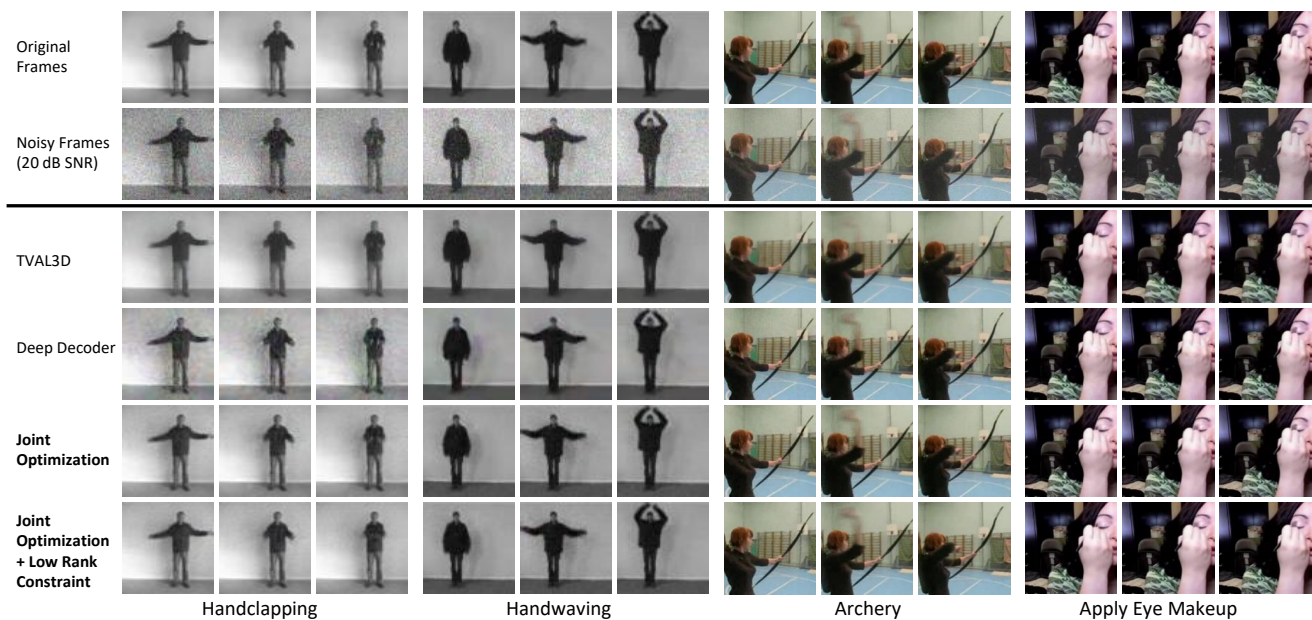 Original
Frames
Noisy Frames
(20 dB SNR)
TVAL3D
Deep Decoder
Joint
Optimization
Joint
Optimization
+ Low Rank
Constraint
Handclapping
Handwaving
Archery
Apply Eye Makeup